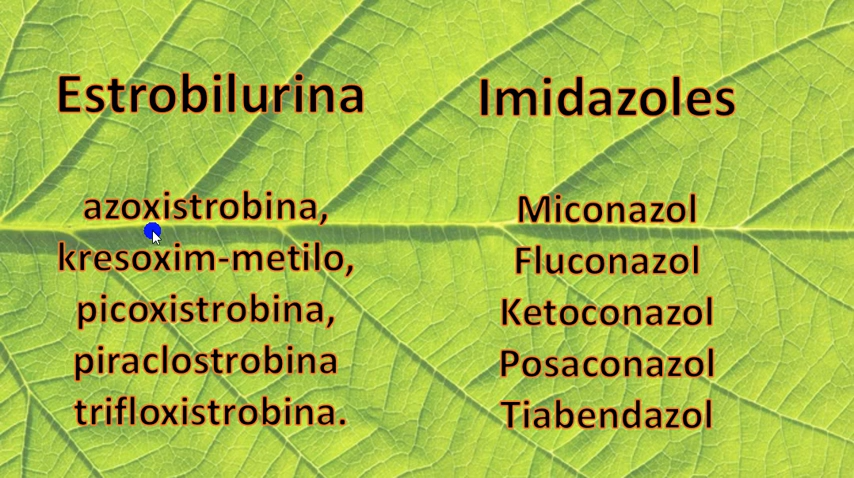 Estrobilurina
azoxistrobina,
kresoxim-metilo,
picoxistrobina,
piraclostrobina
trifloxistrobina.
Imidazoles
Miconazol
Fluconazol
Ketoconazol
Posaconazol
Tiabendazol